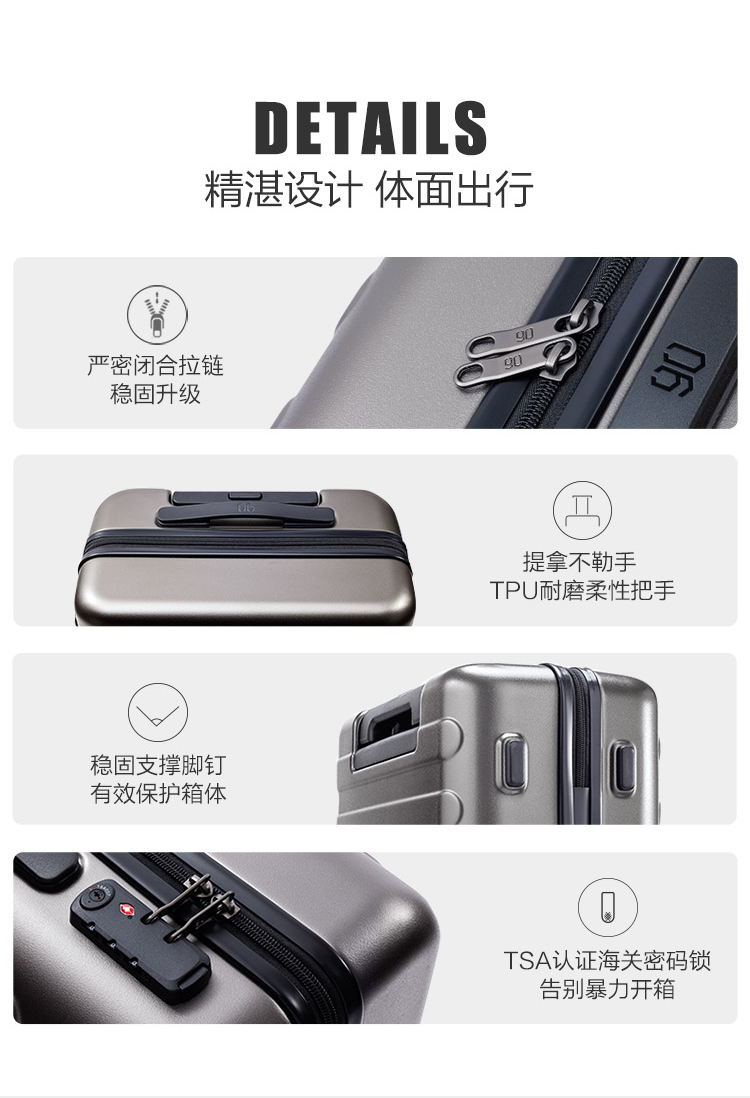 DETAILS
精湛设计 体面出行
严密闭合拉链
稳固升级
90
90
90
提拿不勒手
TPU耐磨柔性把手
稳固支撑脚钉
有效保护箱体
TSA认证海关密码锁
告别暴力开箱